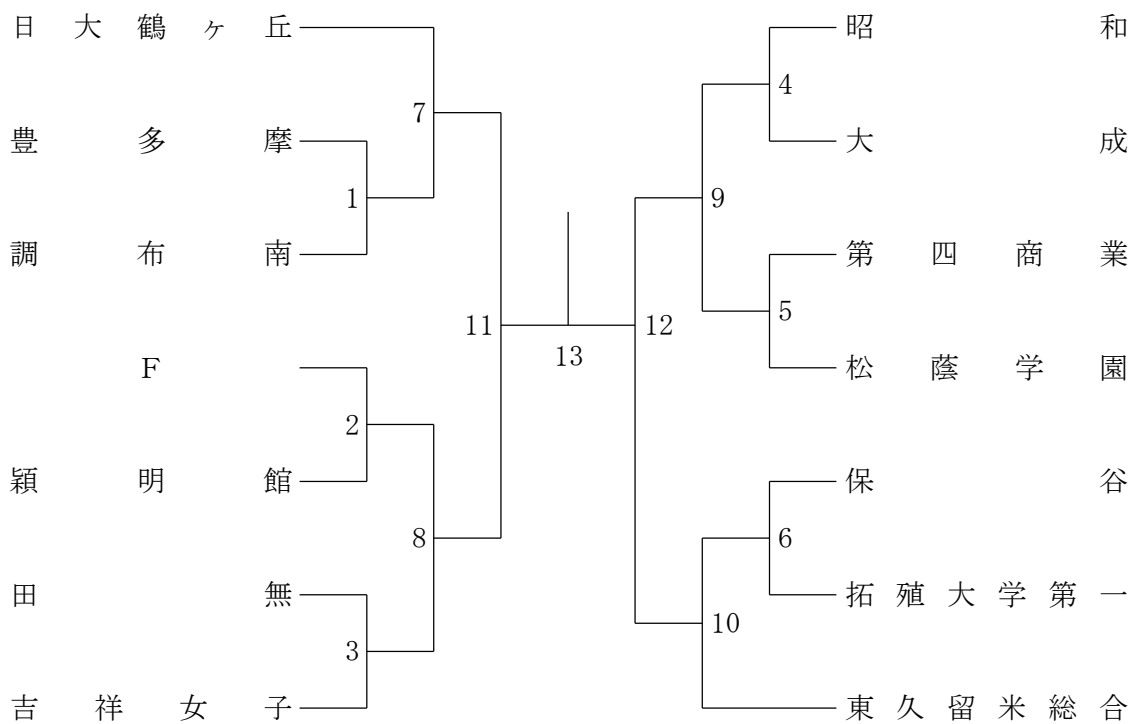 日大鶴ヶ丘
昭和
7
4
豊多摩
大成
1
9
調布南
第四商業
5
11
12
13
F
松蔭学園
2
穎明館
保谷
8
6
田無
拓殖大学第一
10
3
吉祥女子
東久留米総合